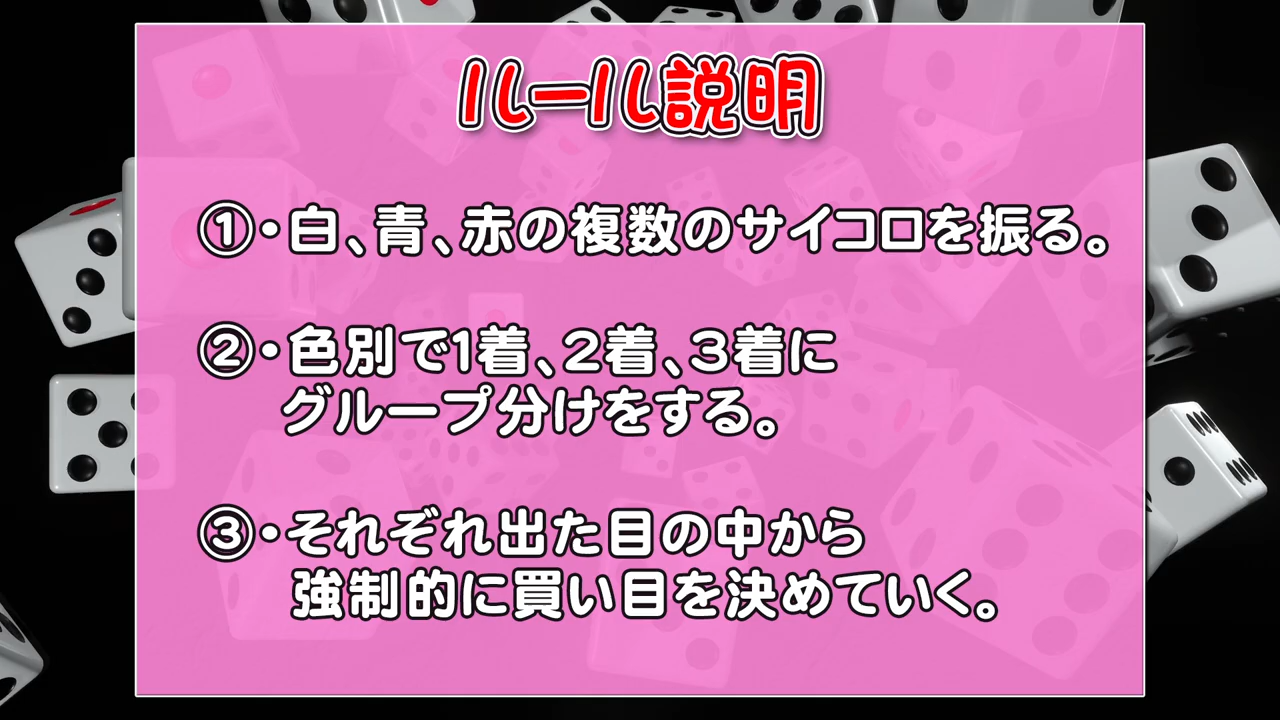 ルール説明
①・白、青、赤の複数のサイコロを振る。
②・色別で1着、2着、3着に
グループ分けをする。
③・それぞれ出た目の中から
強制的に買い目を決めていく。